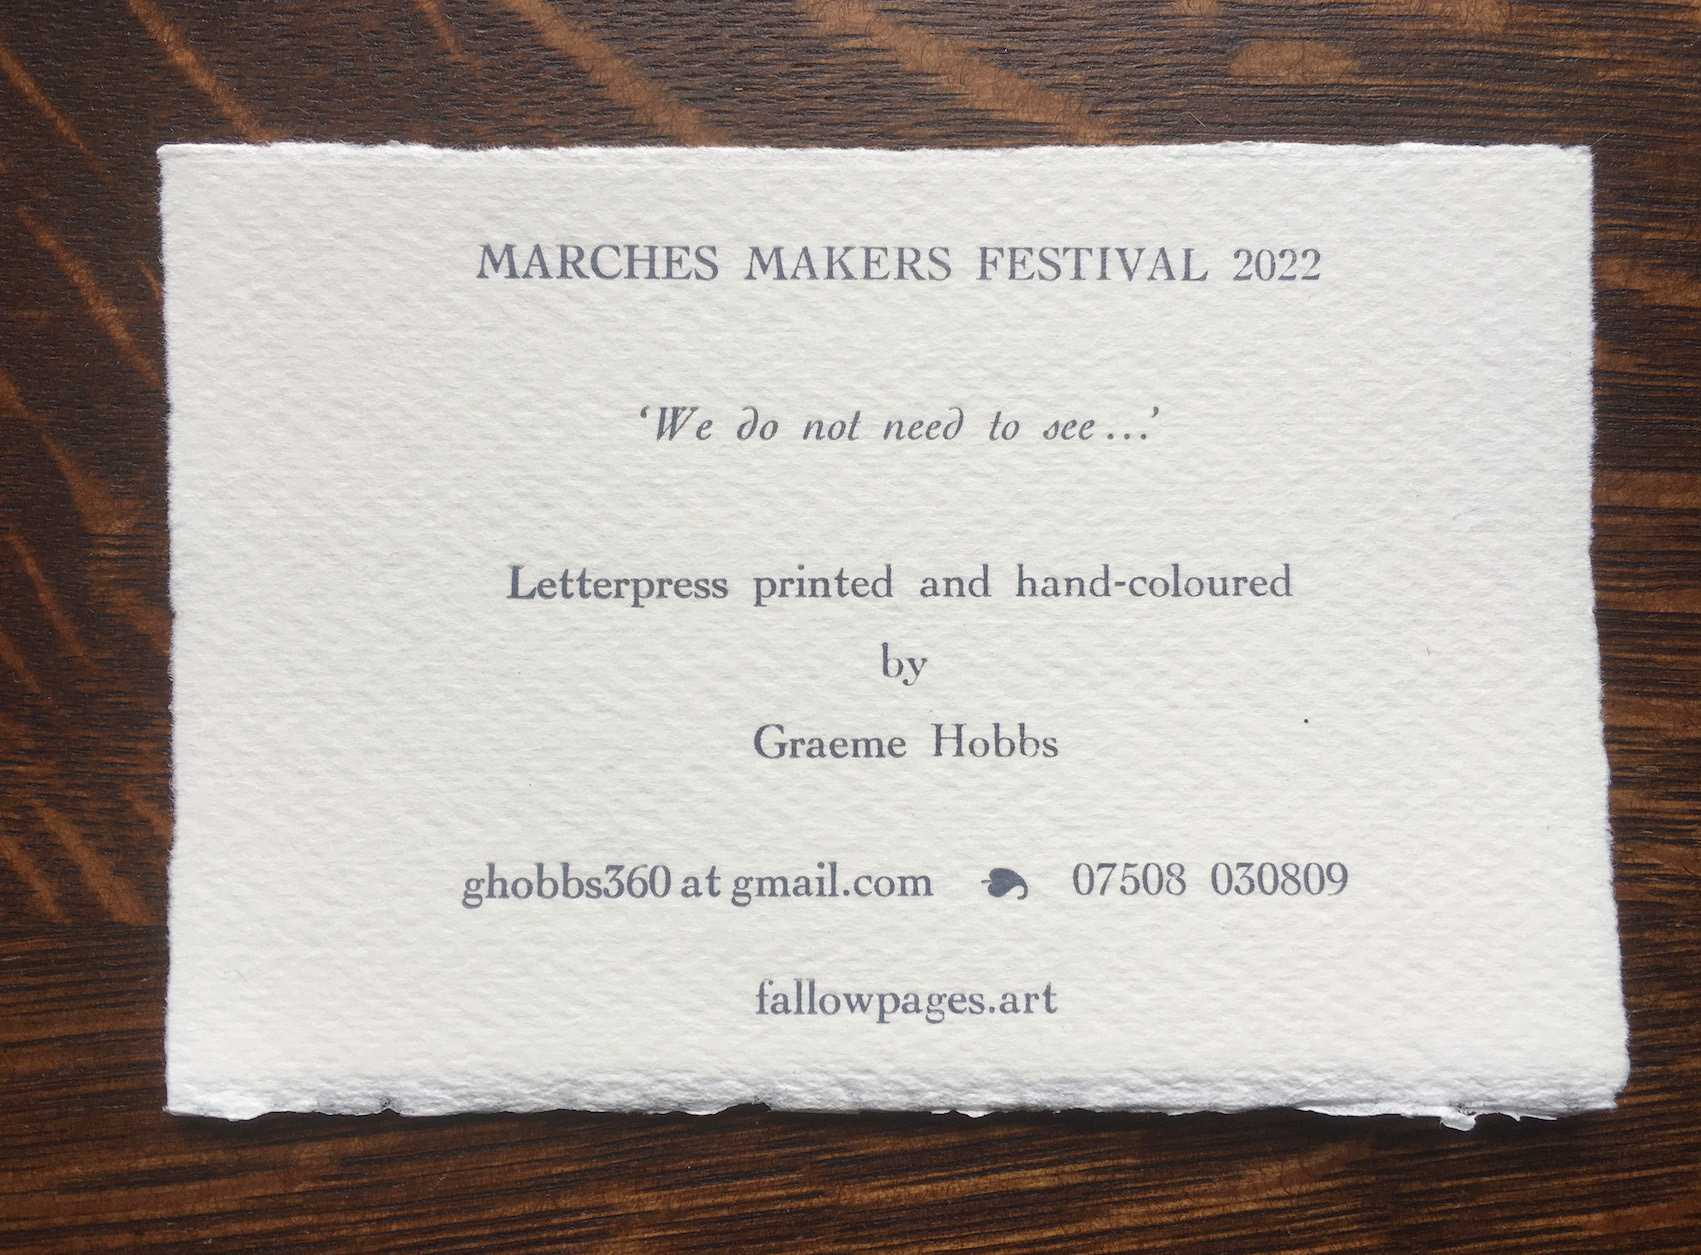 MARCHES MAKERS FESTIVAL 2022
‘We do not need to see...’
Letterpress printed and hand-coloured
by
Graeme Hobbs
ghobbs360 at gmail.com ❧ 07508 030809
fallowpages.art